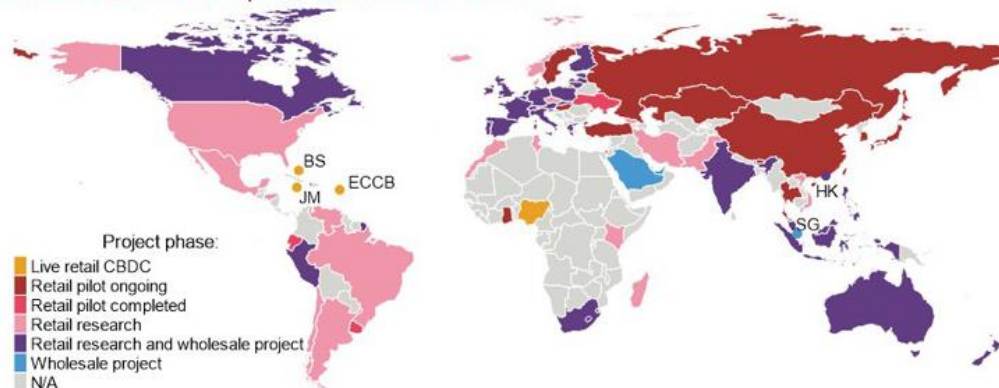 BS
ECCB
JM
HK
SG
Project phase:
Live retail CBDC
Retail pilot ongoing
Retail pilot completed
Retail research
Retail research and wholesale project
Wholesale project
N/A